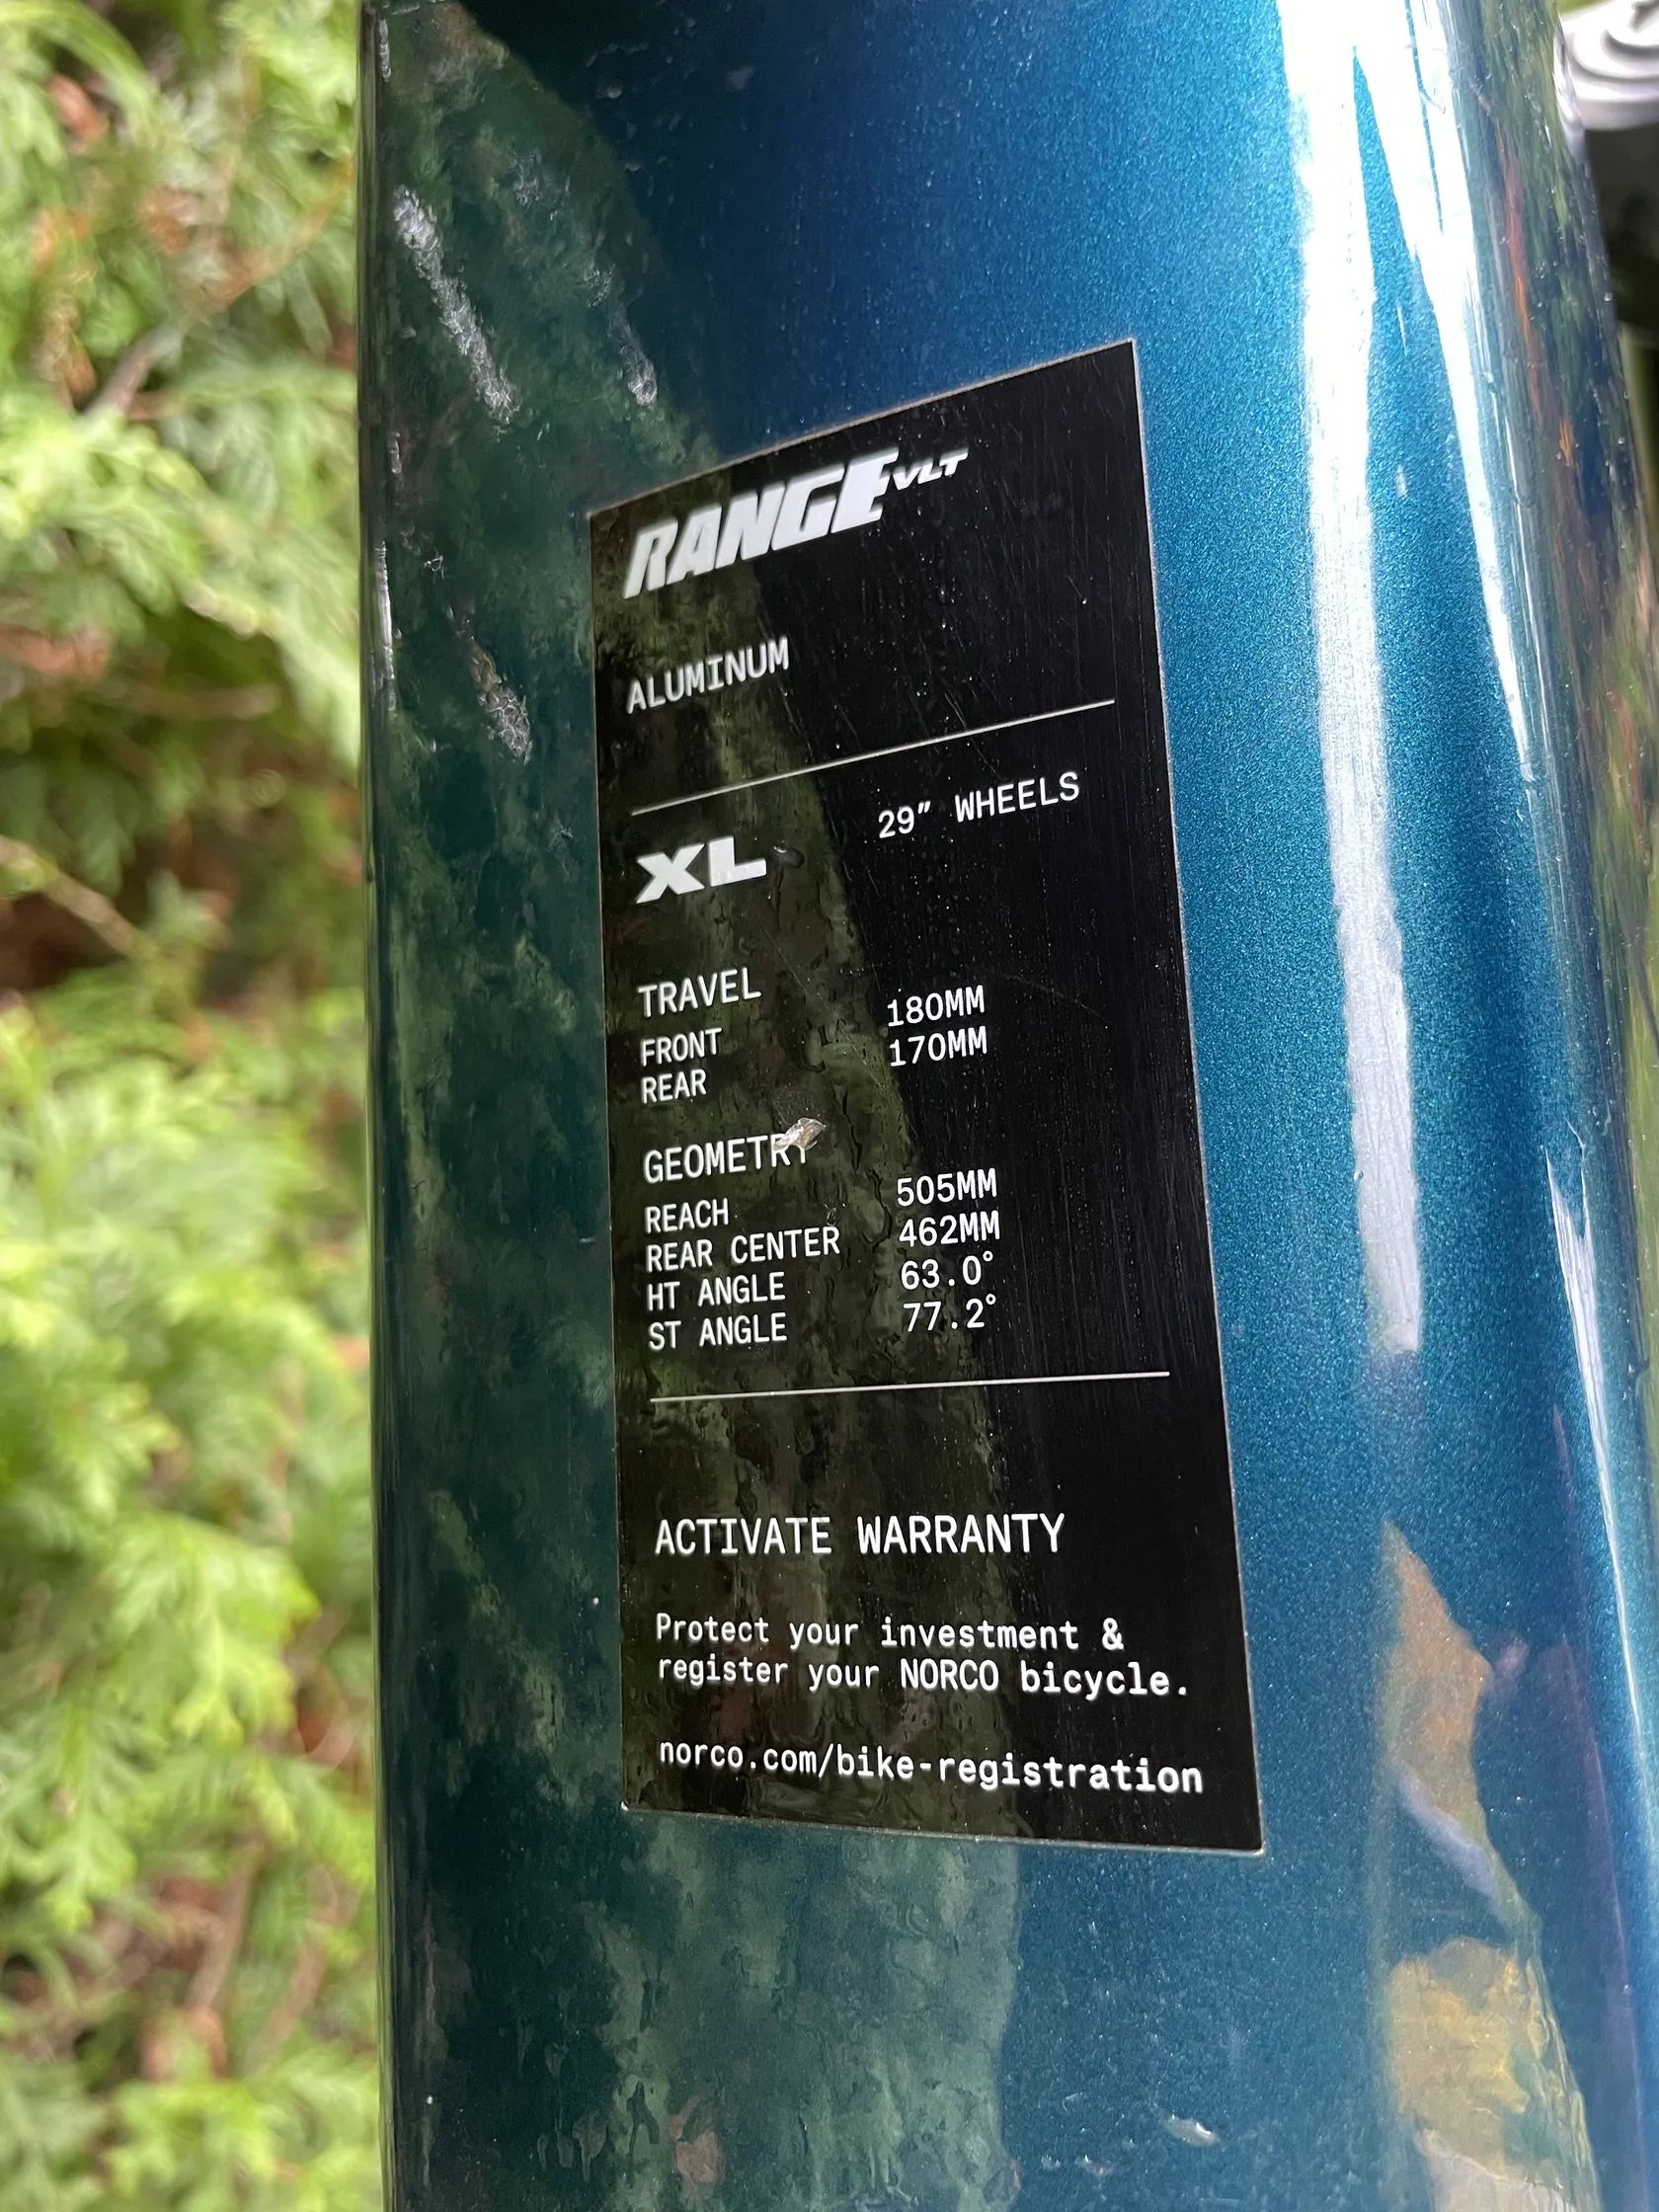 RANGE VLT
ALUMINUM
29" WHEELS
XL
TRAVEL
FRONT 180MM
REAR 170MM
GEOMETRY
REACH 505MM
REAR CENTER 462MM
HT ANGLE 63.0°
ST ANGLE 77.2°
ACTIVATE WARRANTY
Protect your investment &
register your NORCO bicycle.
norco.com/bike-registration